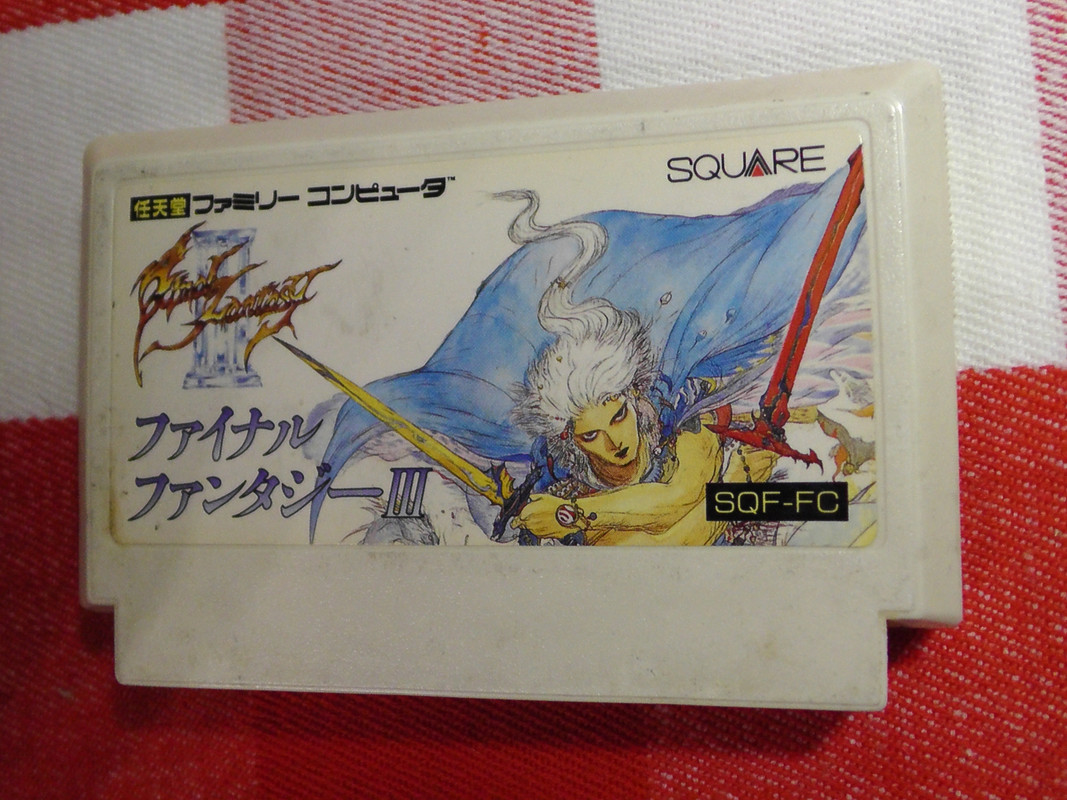 任天堂 ファミリー コンピュータ™
SQUARE
Final Fantasy
III
ファイナル
ファンタジーIII
SQF-FC